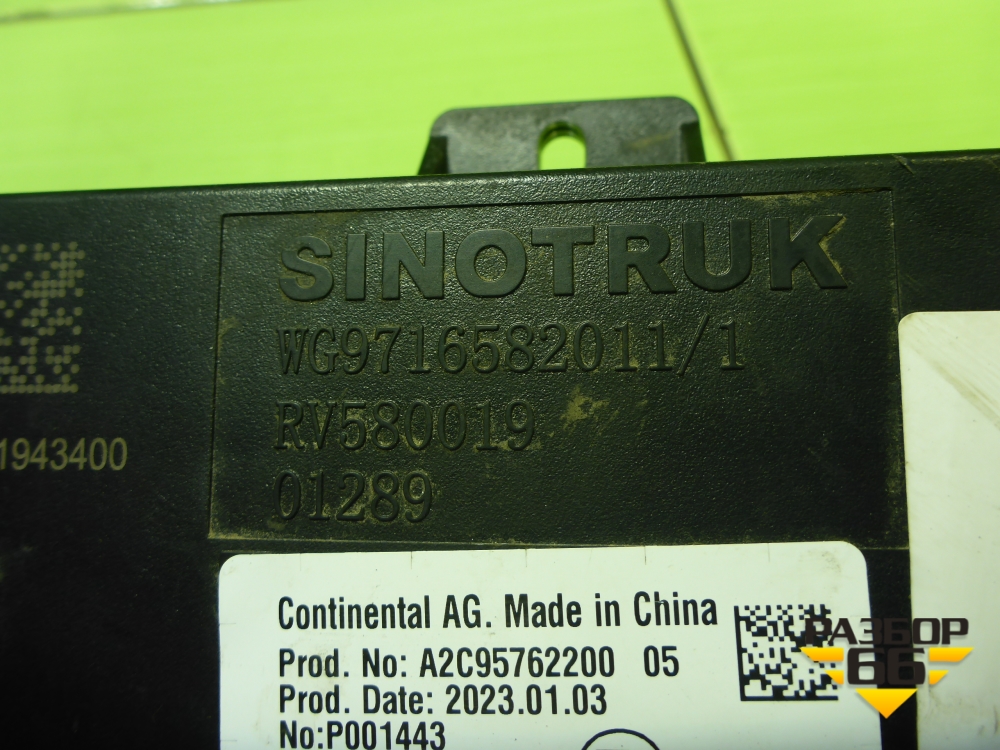 SINOTRUK
WG9716582011/1
RV580019
01289
1943400
Continental AG. Made in China
Prod. No: A2C95762200 05
Prod. Date: 2023.01.03
No:P001443
РАЗБОР
66